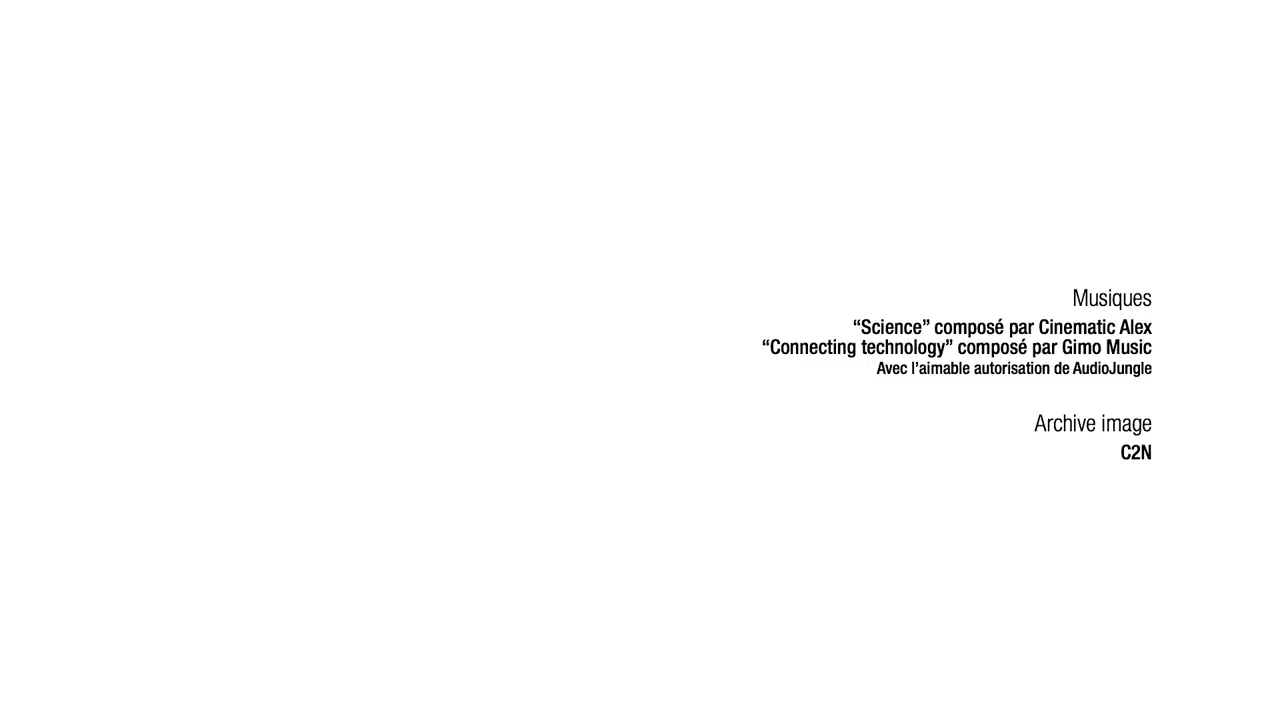 Musiques
“Science” composé par Cinematic Alex
“Connecting technology” composé par Gimo Music
Avec l’aimable autorisation de AudioJungle
Archive image
C2N